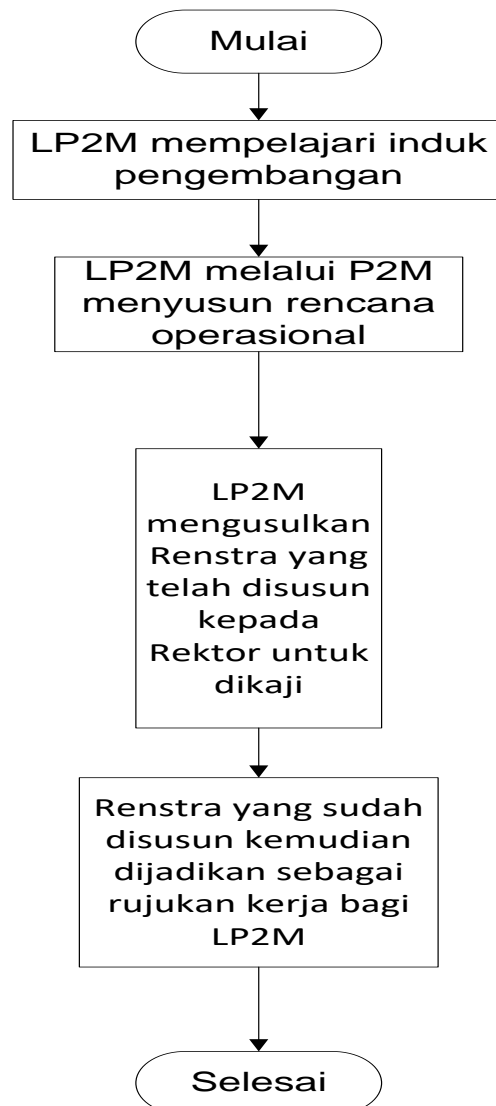 Mulai
LP2M mempelajari induk
pengembangan
LP2M melalui P2M
menyusun rencana
operasional
LP2M
mengusulkan
Renstra yang
telah disusun
kepada
Rektor untuk
dikaji
Renstra yang sudah
disusun kemudian
dijadikan sebagai
rujukan kerja bagi
LP2M
Selesai